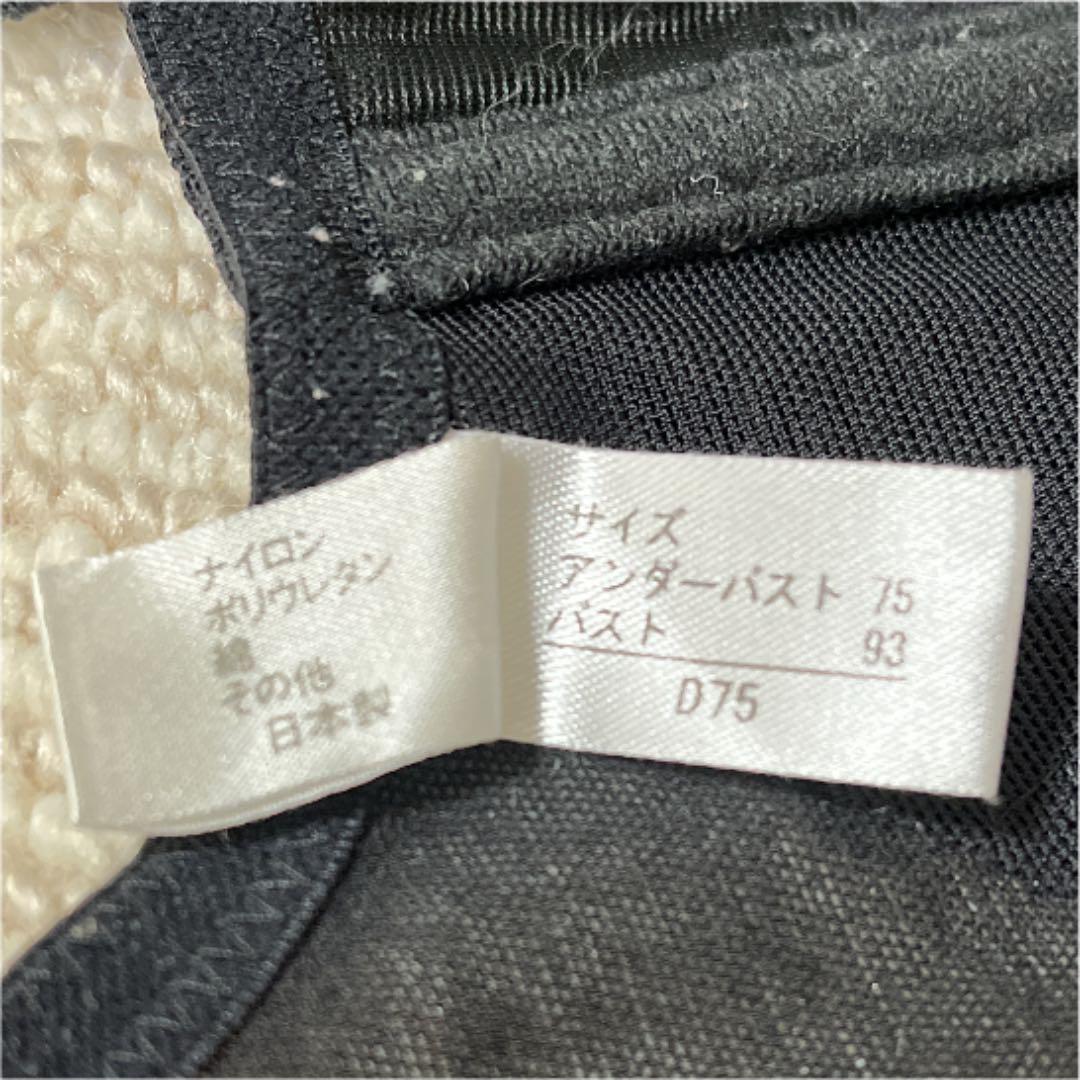 ナイロン
ポリウレタン
綿
その他
日本製
サイズ
アンダーバスト 75
バスト 93
D75